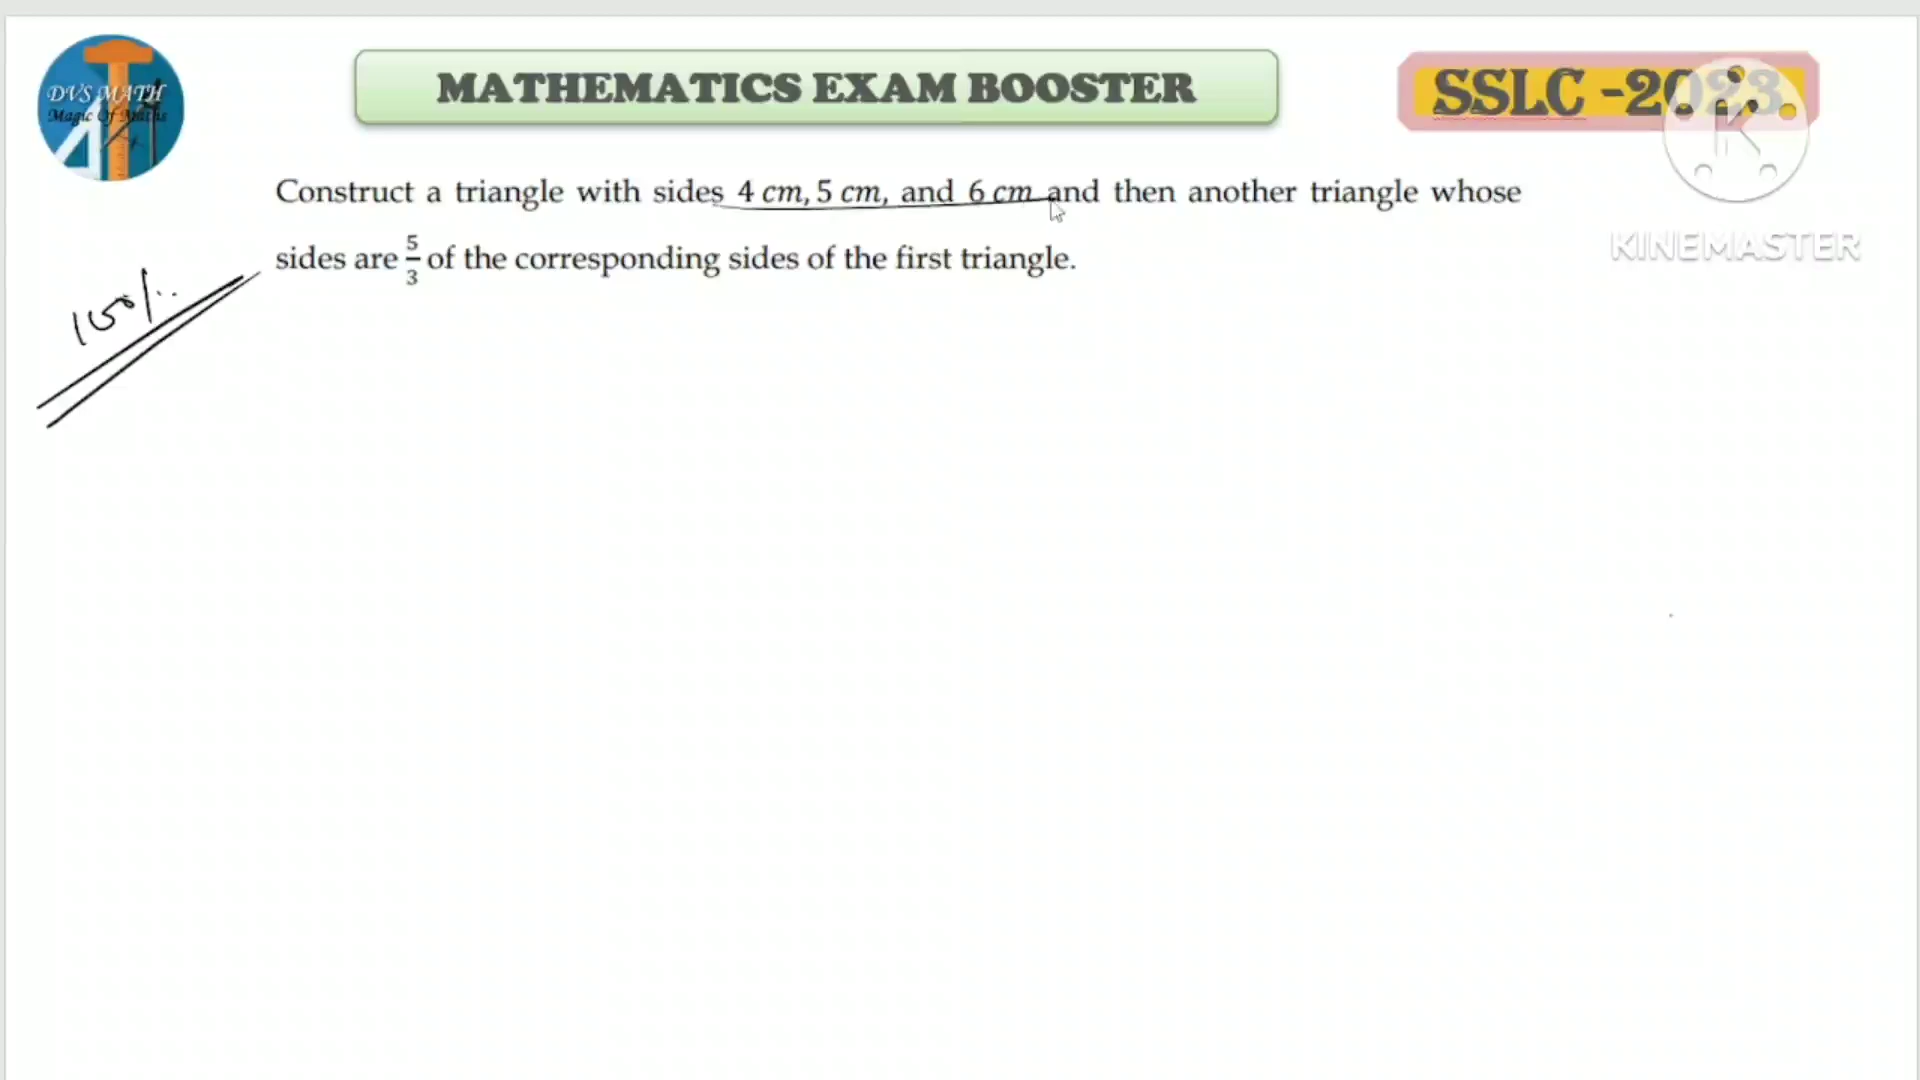 DVS MATH
Magic Of Maths
MATHEMATICS EXAM BOOSTER
SSLC -2023
KINEMASTER
Construct a triangle with sides 4 cm, 5 cm, and 6 cm and then another triangle whose
sides are 5/3 of the corresponding sides of the first triangle.
100%